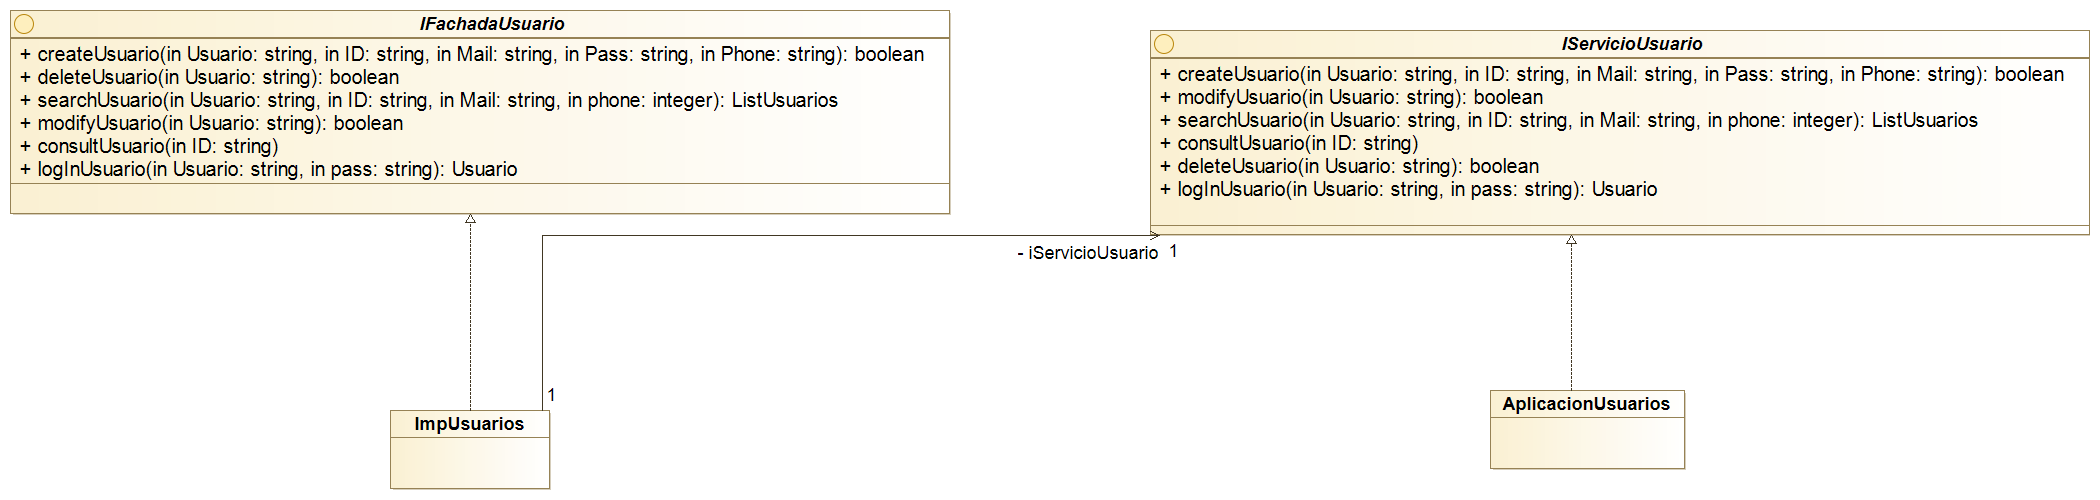 IFachadaUsuario
+ createUsuario(in Usuario: string, in ID: string, in Mail: string, in Pass: string, in Phone: string): boolean
+ deleteUsuario(in Usuario: string): boolean
+ searchUsuario(in Usuario: string, in ID: string, in Mail: string, in phone: integer): ListUsuarios
+ modifyUsuario(in Usuario: string): boolean
+ consultUsuario(in ID: string)
+ logInUsuario(in Usuario: string, in pass: string): Usuario
IServicioUsuario
+ createUsuario(in Usuario: string, in ID: string, in Mail: string, in Pass: string, in Phone: string): boolean
+ modifyUsuario(in Usuario: string): boolean
+ searchUsuario(in Usuario: string, in ID: string, in Mail: string, in phone: integer): ListUsuarios
+ consultUsuario(in ID: string)
+ deleteUsuario(in Usuario: string): boolean
+ logInUsuario(in Usuario: string, in pass: string): Usuario
- iServicioUsuario 1
1
ImpUsuarios
AplicacionUsuarios